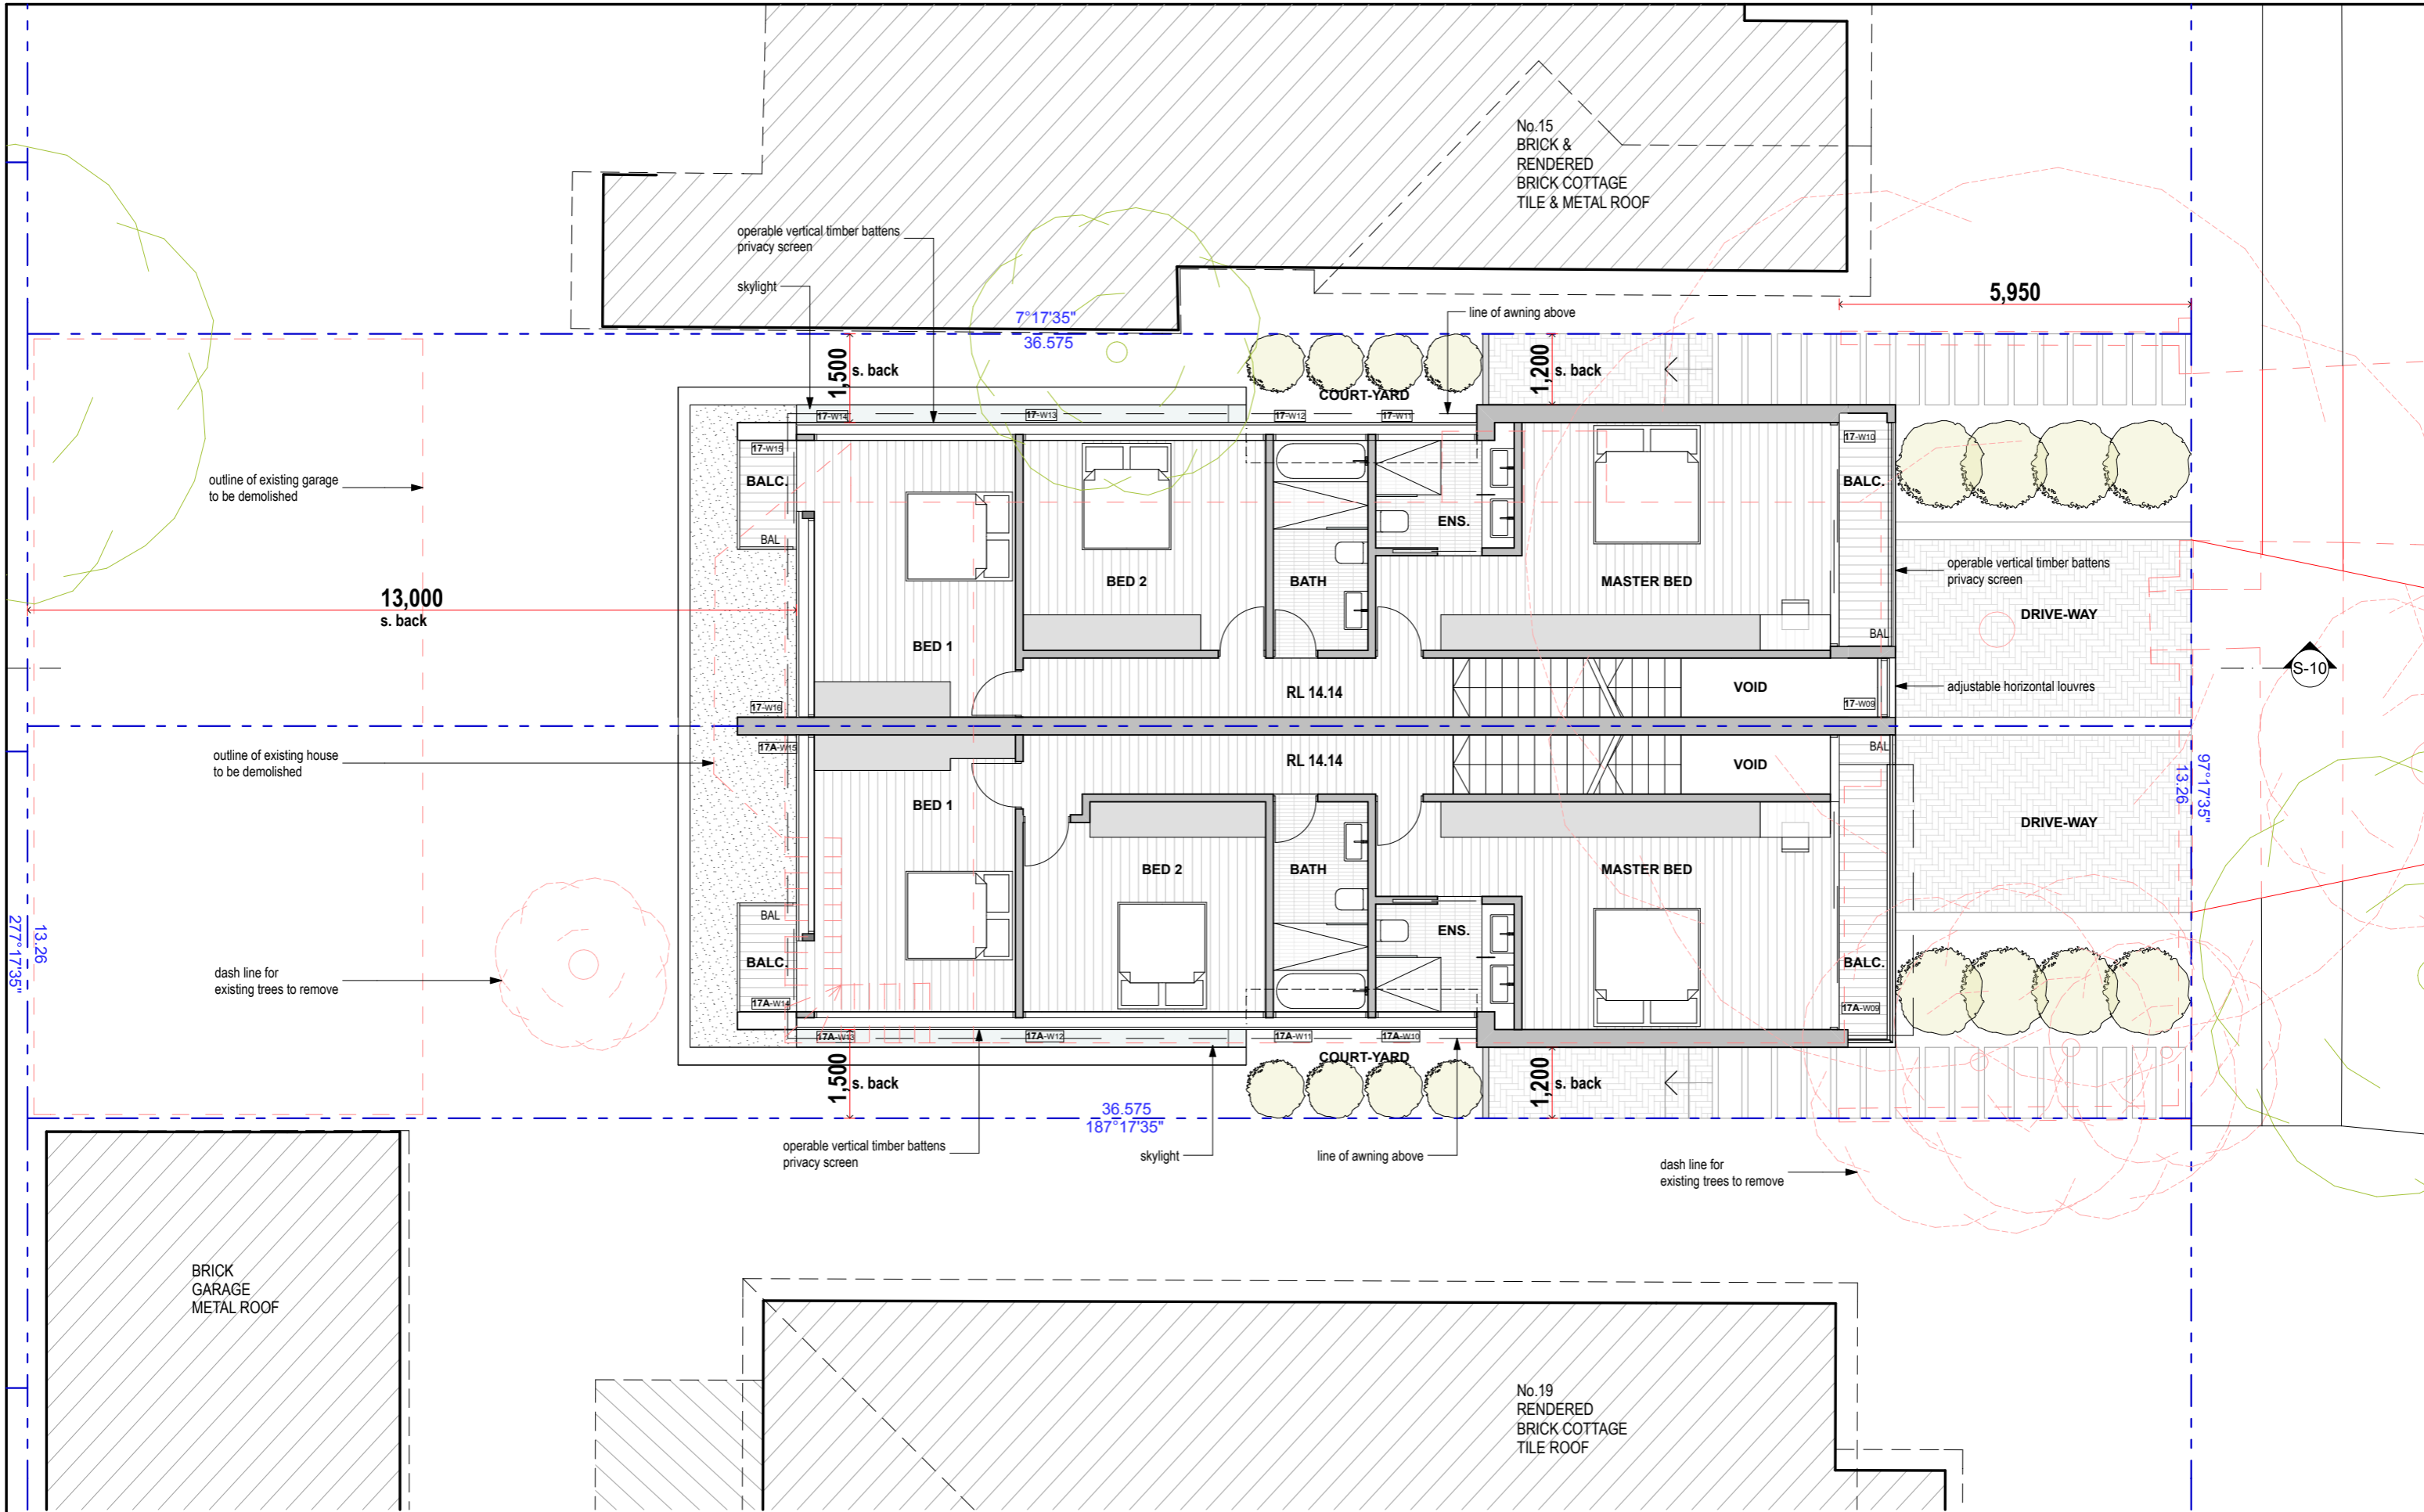 No.15
BRICK &
RENDERED
BRICK COTTAGE
TILE & METAL ROOF
operable vertical timber battens
privacy screen
skylight
7°17'35"
36.575
line of awning above
5,950
1,500
s. back
1,200
s. back
COURT-YARD
17-W14
17-W13
17-W12
17-W11
17-W15
17-W10
outline of existing garage
to be demolished
BALC.
BAL
ENS.
BALC.
13,000
s. back
BED 2
BATH
MASTER BED
operable vertical timber battens
privacy screen
DRIVE-WAY
BAL
BED 1
RL 14.14
VOID
S-10
adjustable horizontal louvres
17-W16
17-W09
17A-W15
BAL
outline of existing house
to be demolished
RL 14.14
VOID
97°17'35"
13.26
BED 1
DRIVE-WAY
BED 2
BATH
MASTER BED
BAL
ENS.
13.26
277°17'35"
BALC.
BALC.
dash line for
existing trees to remove
17A-W14
17A-W09
17A-W13
17A-W12
17A-W11
17A-W10
COURT-YARD
1,500
s. back
1,200
s. back
36.575
187°17'35"
operable vertical timber battens
privacy screen
skylight
line of awning above
dash line for
existing trees to remove
BRICK
GARAGE
METAL ROOF
No.19
RENDERED
BRICK COTTAGE
TILE ROOF